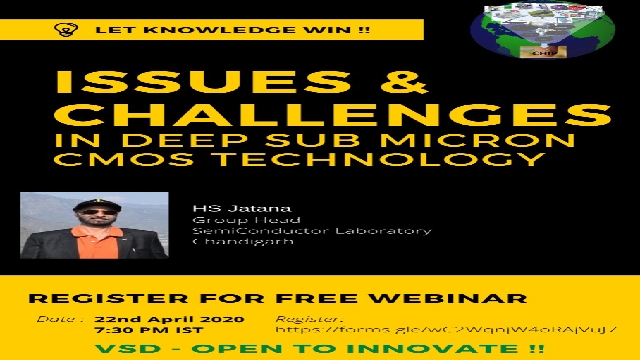 LET KNOWLEDGE WIN !!
ISSUES &
CHALLENGES
IN DEEP SUB MICRON
CMOS TECHNOLOGY
HS Jatana
Group Head
SemiConductor Laboratory
Chandigarh
REGISTER FOR FREE WEBINAR
Date : 22nd April 2020
7:30 PM IST
Register:
VSD - OPEN TO INNOVATE !!